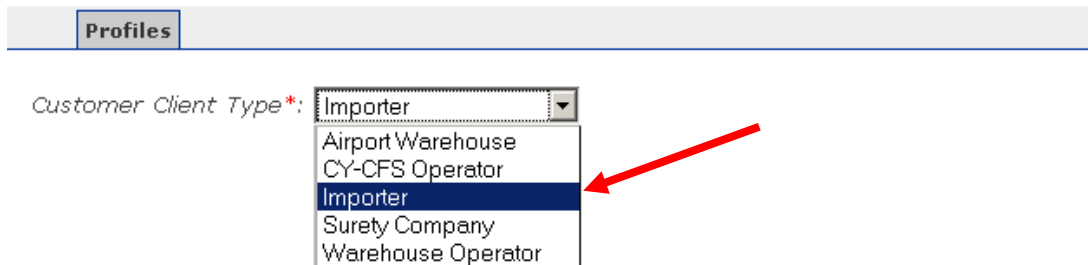 Profiles
Customer Client Type*: Importer
Airport Warehouse
CY-CFS Operator
Importer
Surety Company
Warehouse Operator